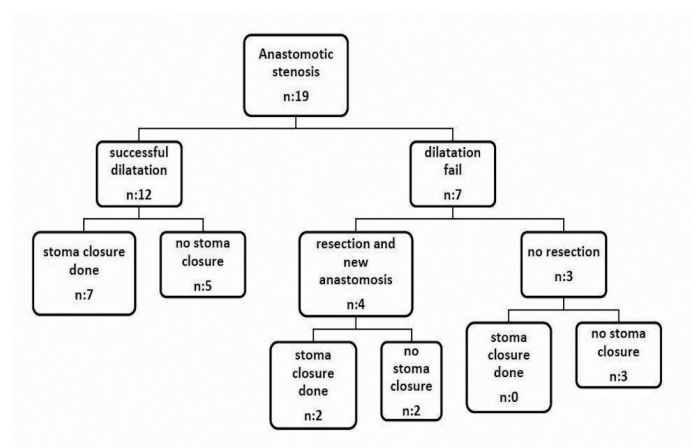 Anastomotic
stenosis
n:19
successful
dilatation
n:12
dilatation
fail
n:7
stoma closure
done
n:7
no stoma
closure
n:5
resection and
new
anastomosis
n:4
no resection
n:3
stoma
closure
done
n:2
no
stoma
closure
n:2
stoma
closure
done
n:0
no stoma
closure
n:3